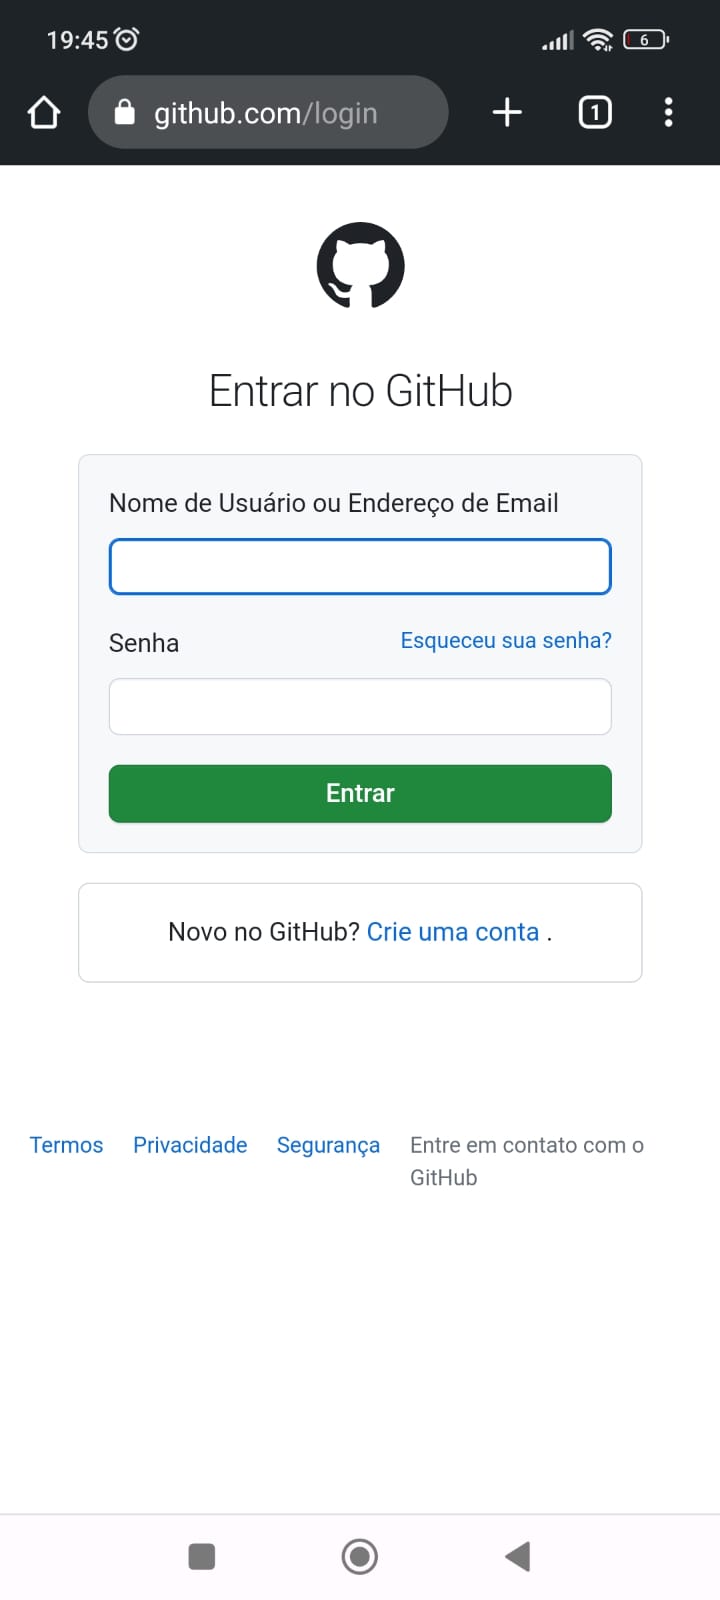 19:45
6
github.com/login
1
Entrar no GitHub
Nome de Usuário ou Endereço de Email
Senha
Esqueceu sua senha?
Entrar
Novo no GitHub? Crie uma conta .
Termos Privacidade Segurança Entre em contato com o
GitHub